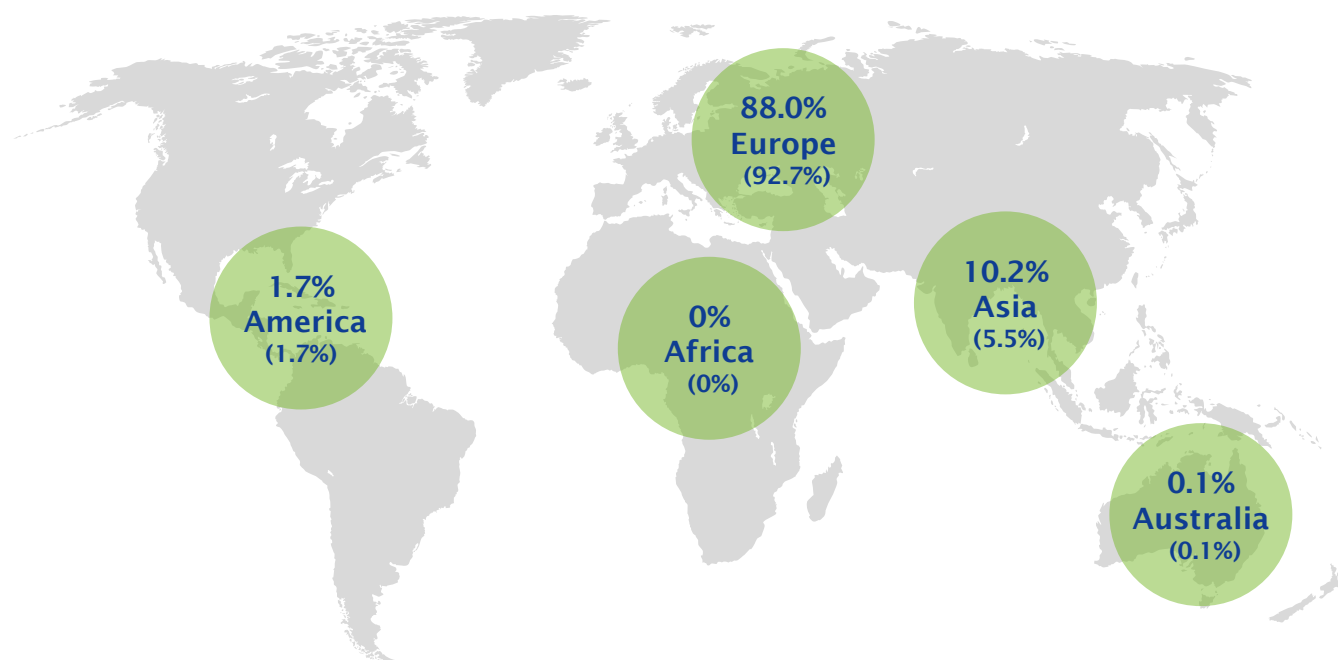 88.0%
Europe
(92.7%)
1.7%
America
(1.7%)
0%
Africa
(0%)
10.2%
Asia
(5.5%)
0.1%
Australia
(0.1%)